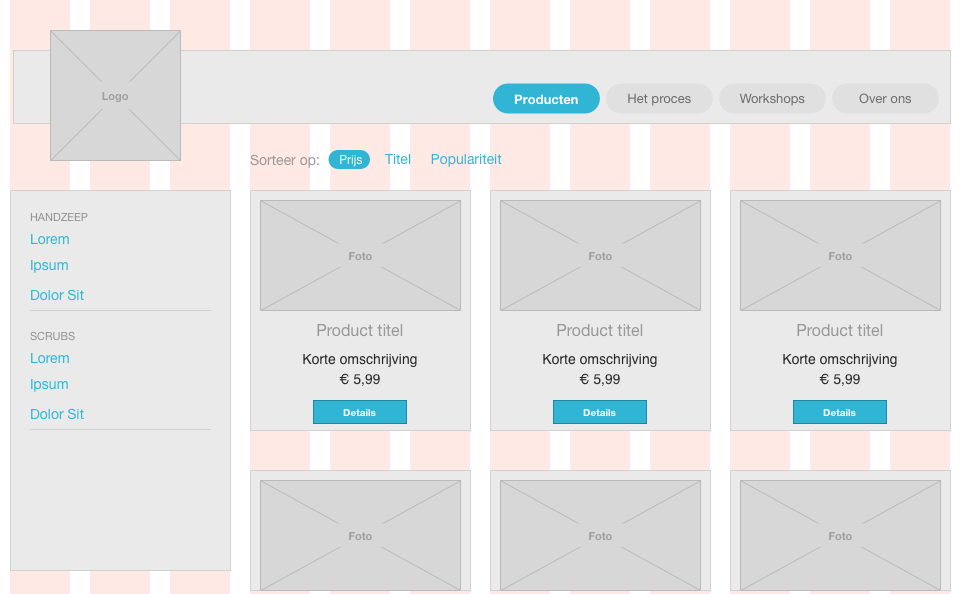 Logo
Producten Het proces Workshops Over ons
Sorteer op: Prijs Titel Populariteit
HANDZEEP
Lorem
Ipsum
Dolor Sit
SCRUBS
Lorem
Ipsum
Dolor Sit
Foto Foto Foto
Product titel Product titel Product titel
Korte omschrijving Korte omschrijving Korte omschrijving
€ 5,99 € 5,99 € 5,99
Details Details Details
Foto Foto Foto